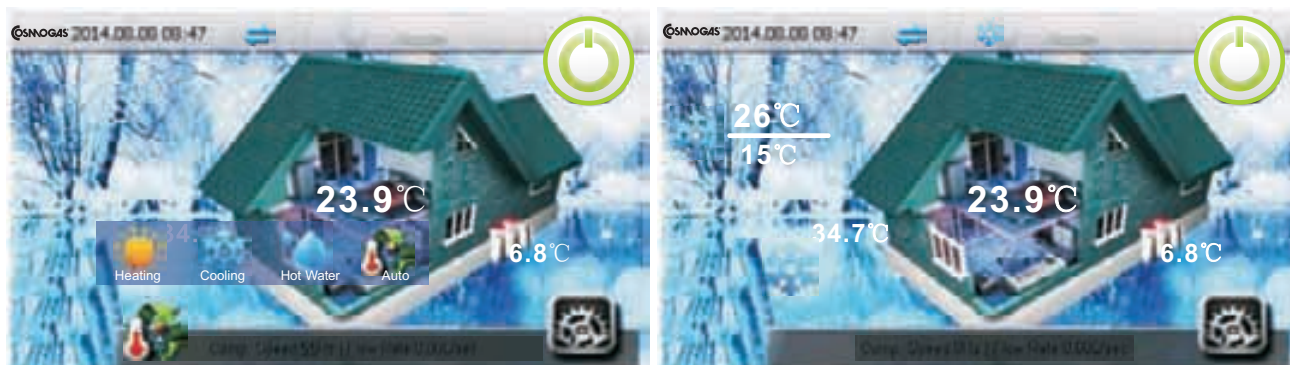 COSMOGAS 2014.08.08 08:47
23.9℃
34.
6.8℃
Heating Cooling Hot Water Auto
COSMOGAS 2014.08.08 08:47
26℃
15℃
23.9℃
34.7℃
6.8℃